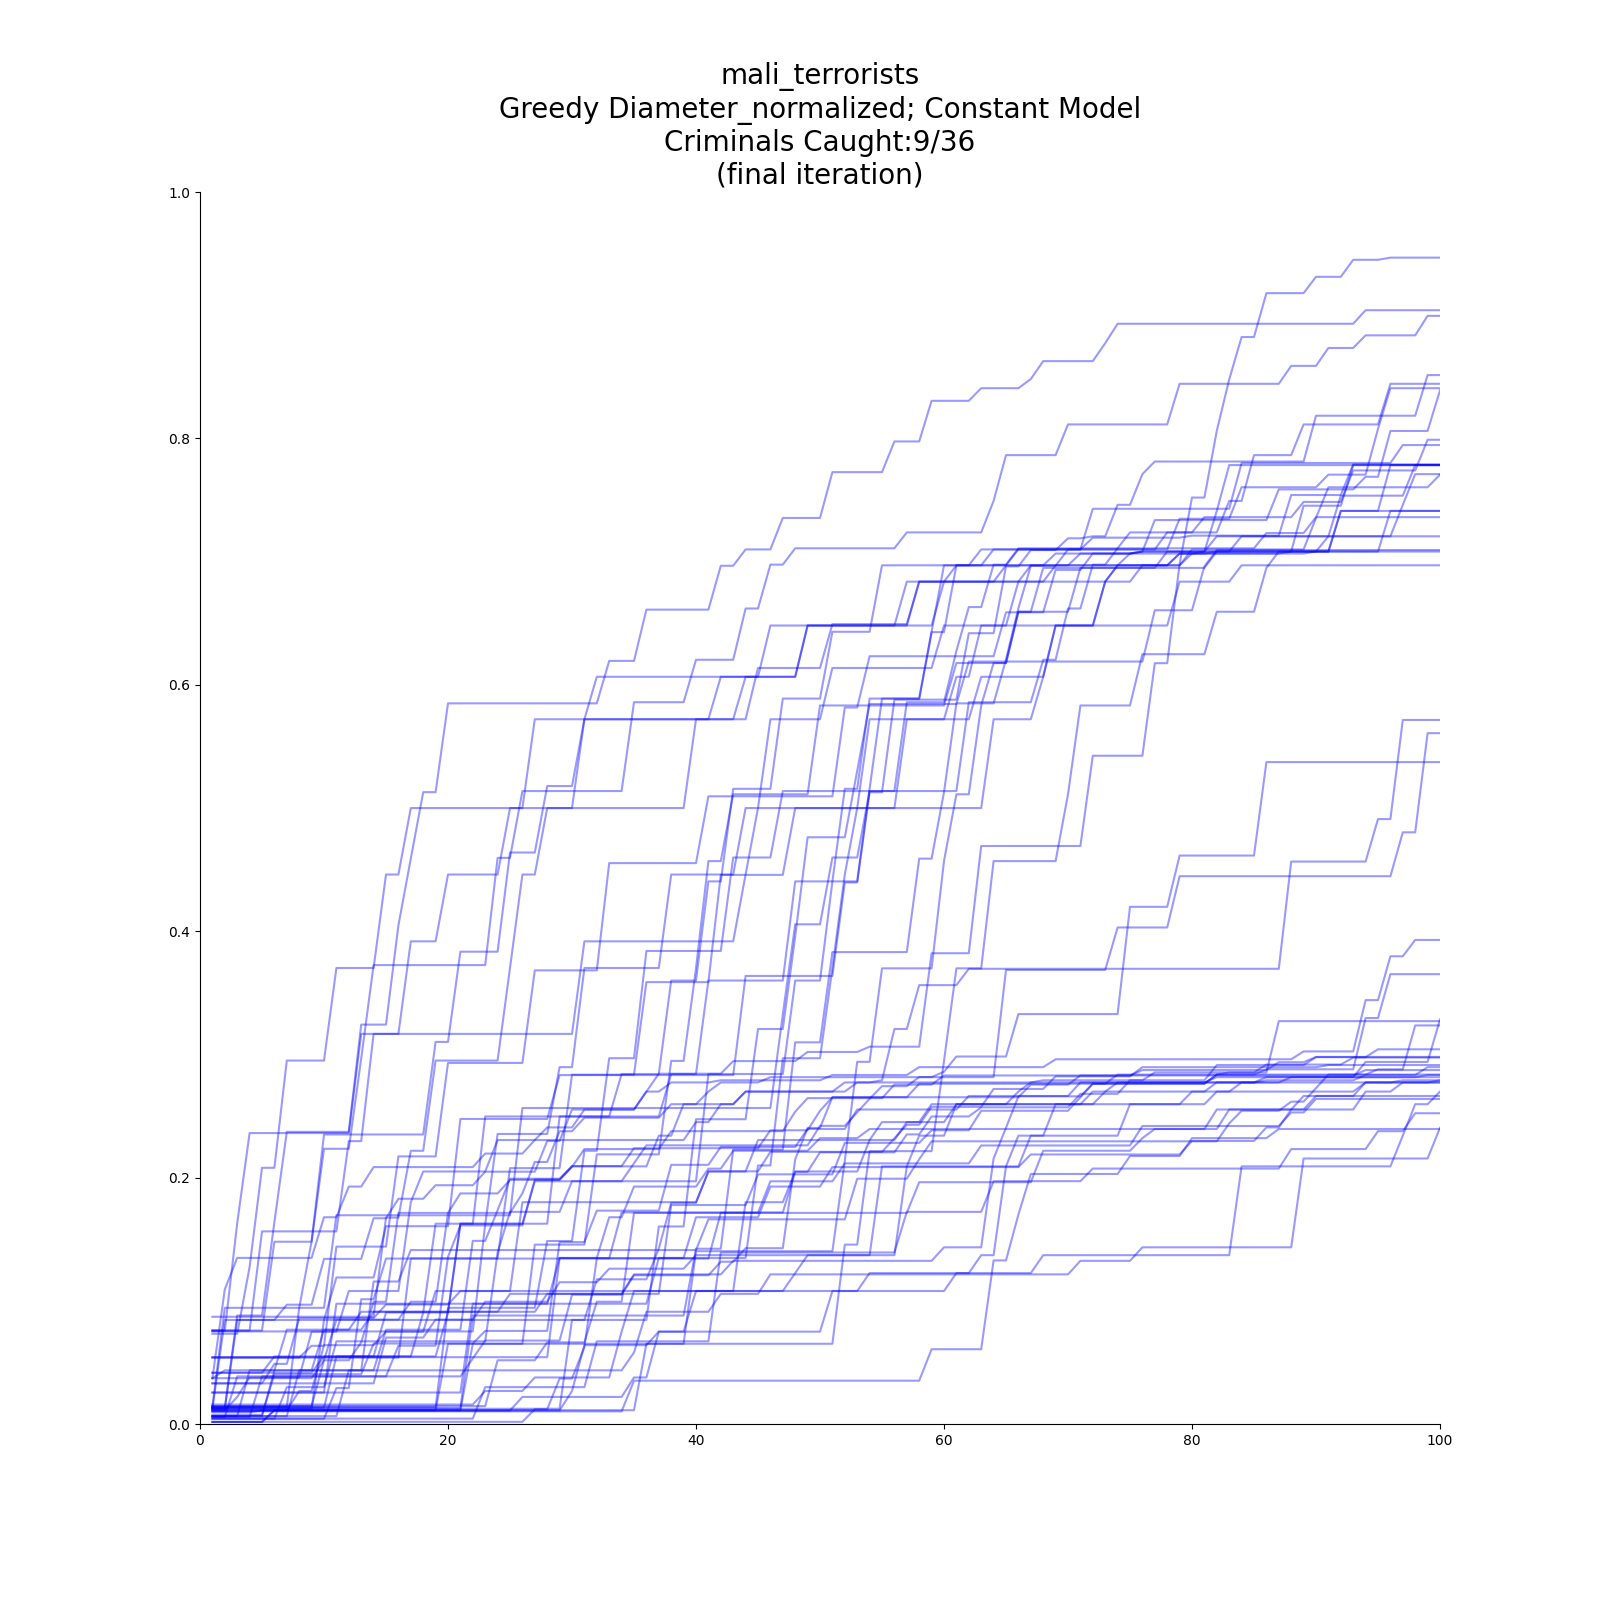 mali_terrorists
Greedy Diameter_normalized; Constant Model
Criminals Caught:9/36
(final iteration)
1.0
0.8
0.6
0.4
0.2
0.0
0 20 40 60 80 100